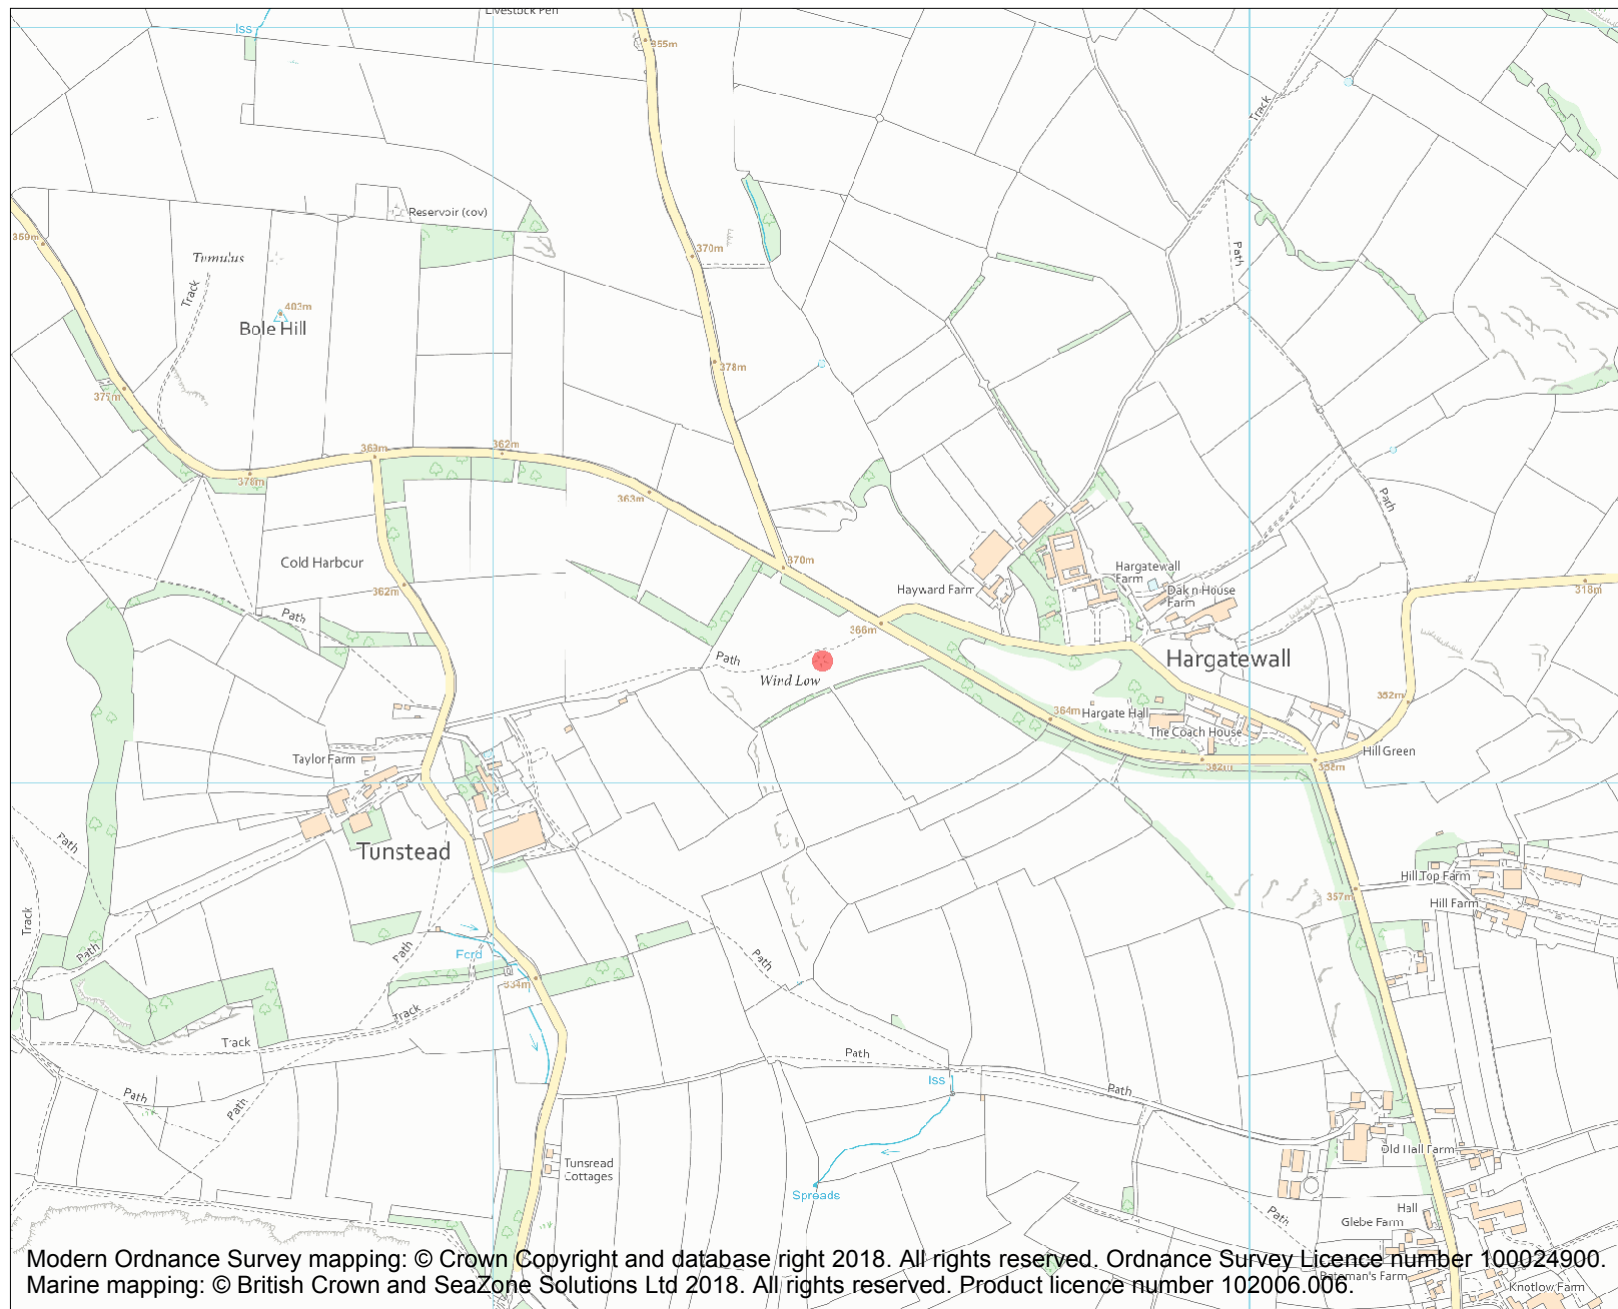 Livestock Pen
Iss
355m
Track
Reservoir (cov)
359m
Tumulus
370m
Path
Track
403m
Bole Hill
378m
375m
363m
362m
378m
363m
Path
Cold Harbour
370m
Hargatewall
Farm
Hayward Farm
318m
362m
Path
366m
Path
Wind Low
Hargatewall
352m
364m
Hargate Hall
The Coach House
Hill Green
Taylor Farm
Path
Tunstead
Hill Top Farm
357m
Hill Farm
Track
Path
Path
Ford
Path
334m
Track
Track
Path
Iss
Path
Path
Path
Old Hall Farm
Tunstead
Cottages
Spreads
Hall
Path
Glebe Farm
Modern Ordnance Survey mapping: © Crown Copyright and database right 2018. All rights reserved. Ordnance Survey Licence number 100024900.
Marine mapping: © British Crown and SeaZone Solutions Ltd 2018. All rights reserved. Product licence number 102006.006.
Bateman's Farm
Knotlow Farm